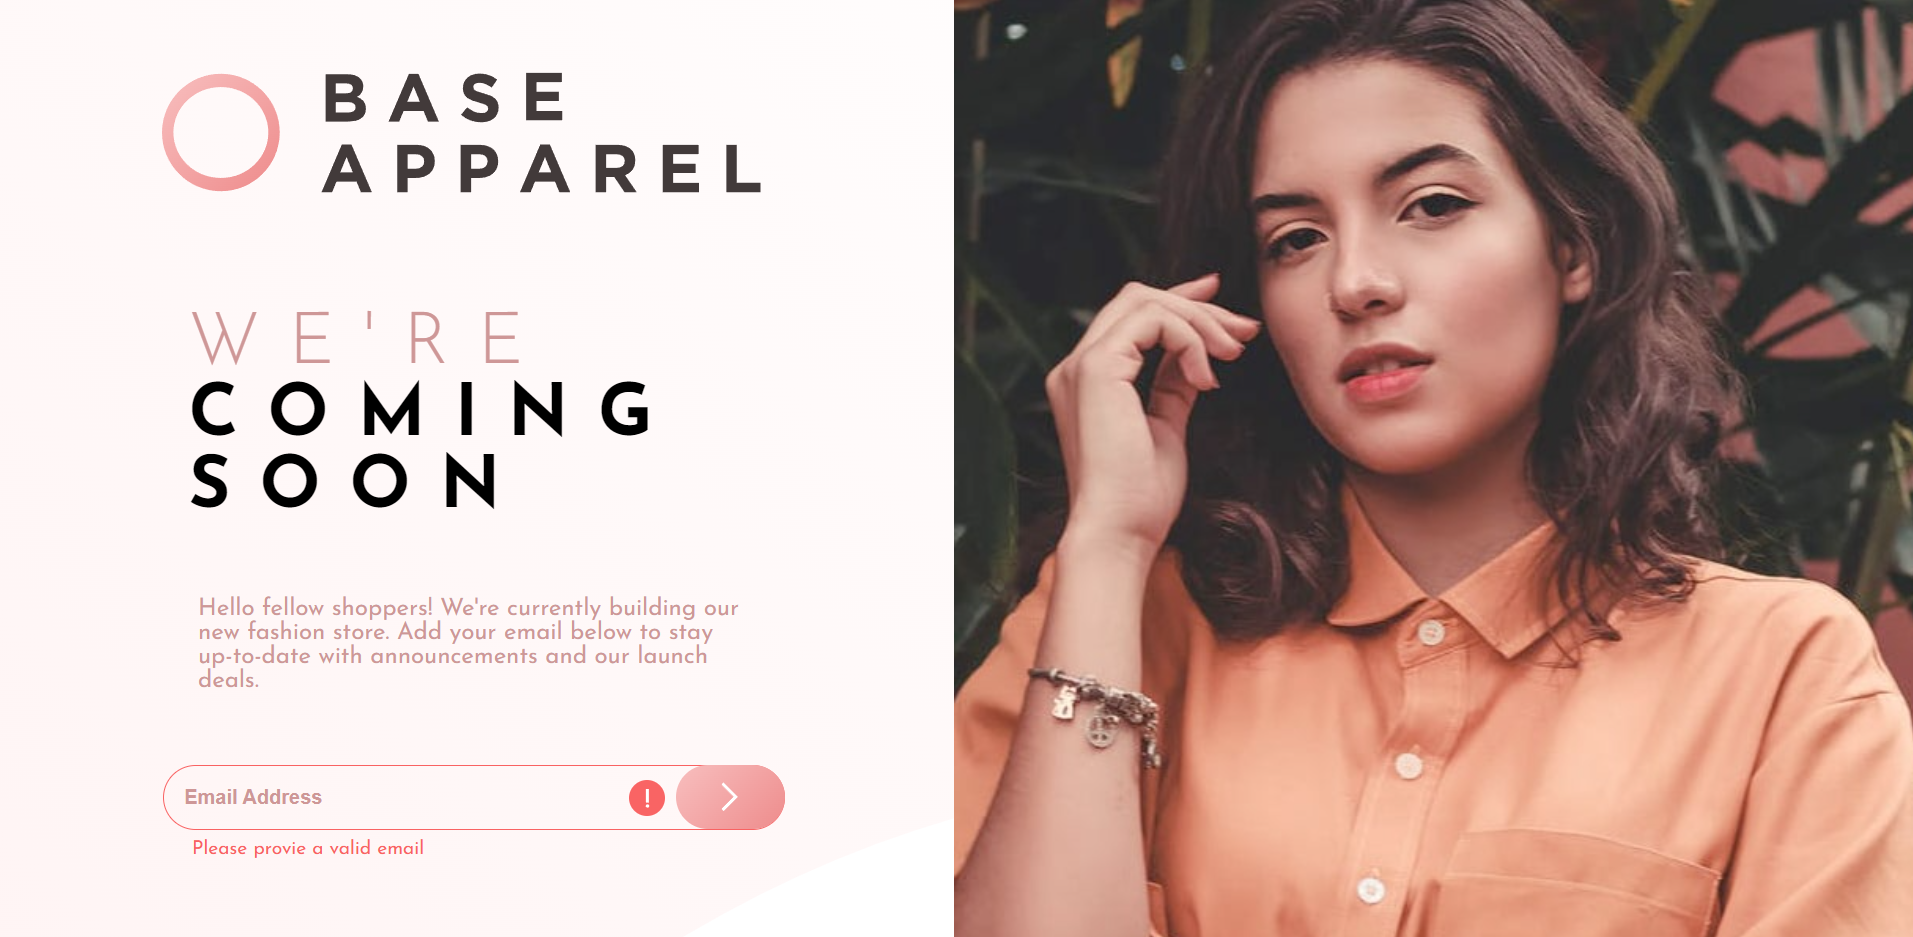 BASE
APPAREL
WE'RE
COMING
SOON
Hello fellow shoppers! We're currently building our
new fashion store. Add your email below to stay
up-to-date with announcements and our launch
deals.
Email Address
!
Please provie a valid email